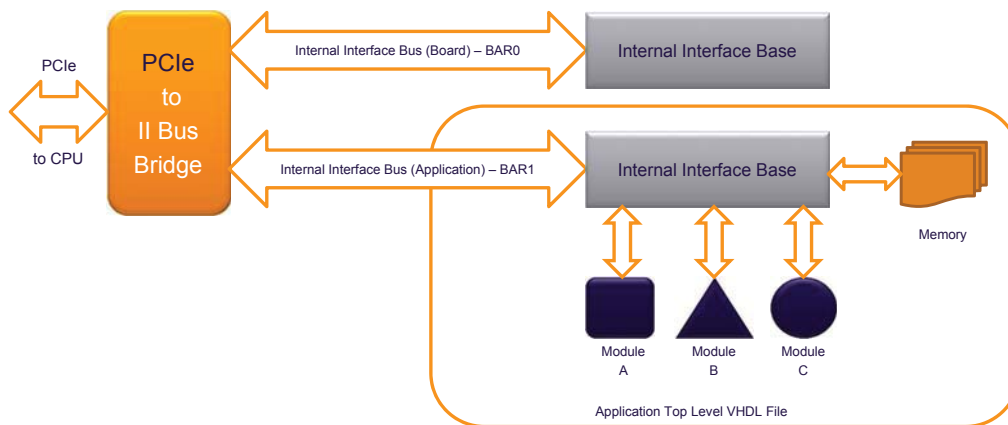 PCIe
to CPU
PCIe
to
II Bus
Bridge
Internal Interface Bus (Board) – BAR0
Internal Interface Base
Internal Interface Bus (Application) – BAR1
Internal Interface Base
Memory
Module
A
Module
B
Module
C
Application Top Level VHDL File